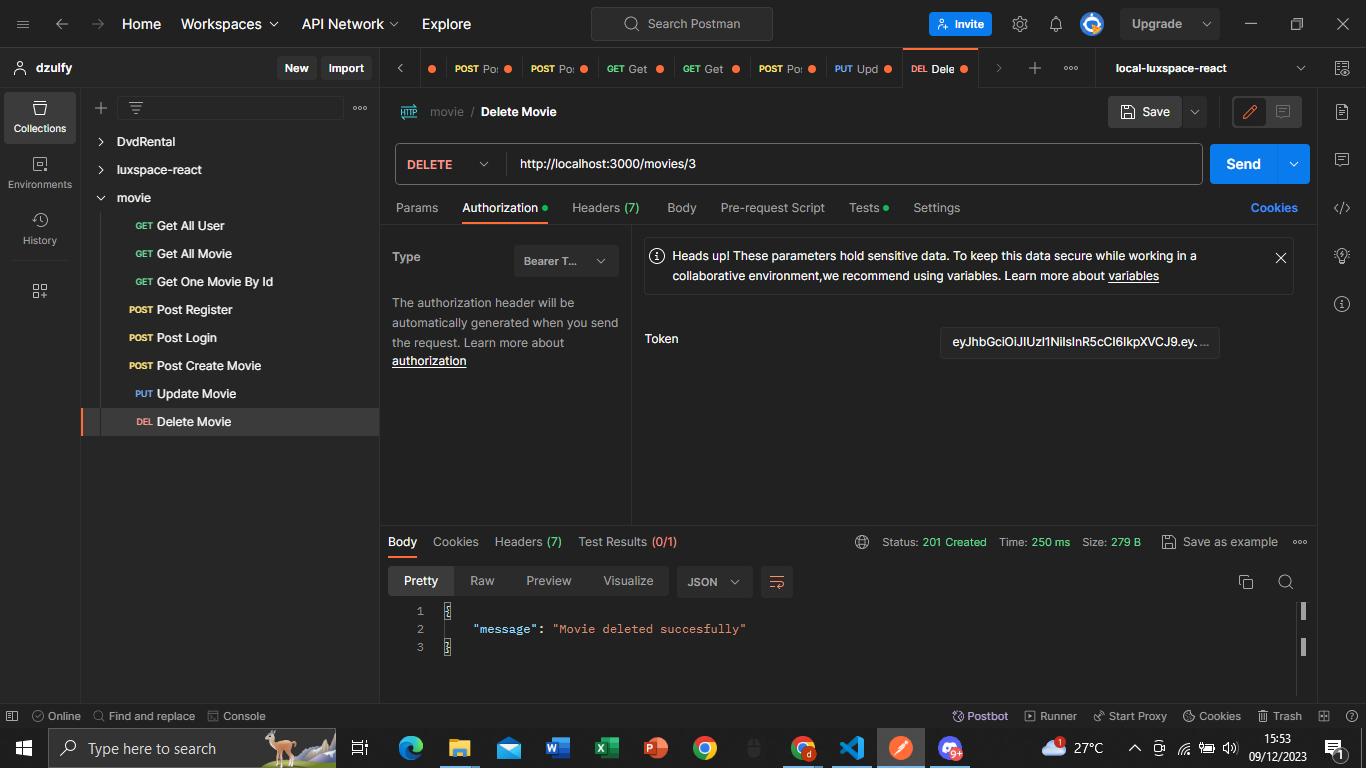 Home Workspaces API Network Explore Search Postman Invite Upgrade
dzulfy New Import
POST Po POST Po GET Get GET Get POST Po PUT Upd DEL Dele local-luxspace-react
Collections
Environments
History
DvdRental
luxspace-react
movie
GET Get All User
GET Get All Movie
GET Get One Movie By Id
POST Post Register
POST Post Login
POST Post Create Movie
PUT Update Movie
DEL Delete Movie
HTTP movie / Delete Movie Save
DELETE http://localhost:3000/movies/3 Send
Params Authorization Headers (7) Body Pre-request Script Tests Settings Cookies
Type Bearer T...
The authorization header will be
automatically generated when you send
the request. Learn more about
authorization
Heads up! These parameters hold sensitive data. To keep this data secure while working in a
collaborative environment,we recommend using variables. Learn more about variables
Token eyJhbGciOiJIUzI1NiIsInR5cCI6IkpXVCJ9.eyJ ...
Body Cookies Headers (7) Test Results (0/1) Status: 201 Created Time: 250 ms Size: 279 B Save as example
Pretty Raw Preview Visualize JSON
1 {
2 "message": "Movie deleted succesfully"
3 }
Online Find and replace Console Postbot Runner Start Proxy Cookies Trash
Type here to search 9+ 1 27°C 15:53
09/12/2023 1